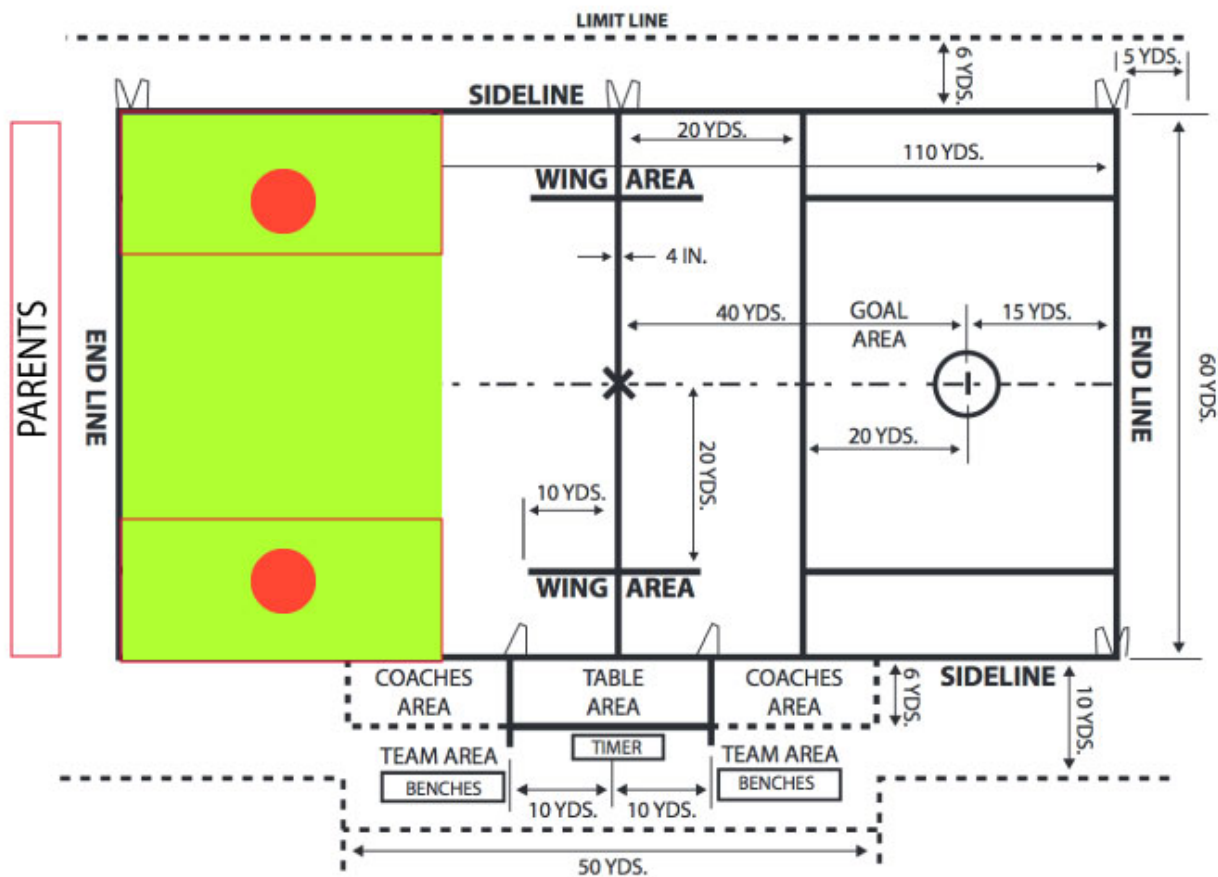 LIMIT LINE
6 YDS.
5 YDS.
SIDELINE
20 YDS.
110 YDS.
WING AREA
4 IN.
PARENTS
END LINE
40 YDS.
GOAL
AREA
15 YDS.
END LINE
60 YDS.
20 YDS.
20 YDS.
10 YDS.
WING AREA
COACHES
AREA
TABLE
AREA
COACHES
AREA
6 YDS.
SIDELINE
10 YDS.
TEAM AREA
BENCHES
TIMER
TEAM AREA
BENCHES
10 YDS.
10 YDS.
50 YDS.